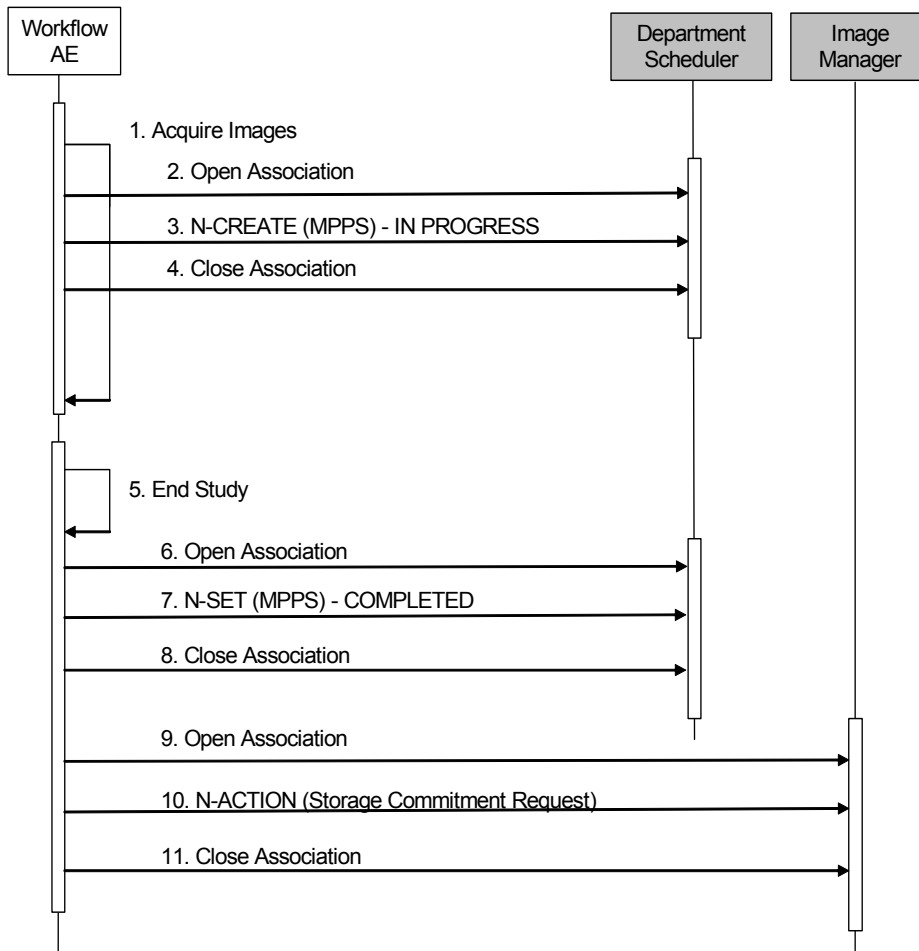 Workflow
AE
Department
Scheduler
Image
Manager
1. Acquire Images
2. Open Association
3. N-CREATE (MPPS) - IN PROGRESS
4. Close Association
5. End Study
6. Open Association
7. N-SET (MPPS) - COMPLETED
8. Close Association
9. Open Association
10. N-ACTION (Storage Commitment Request)
11. Close Association